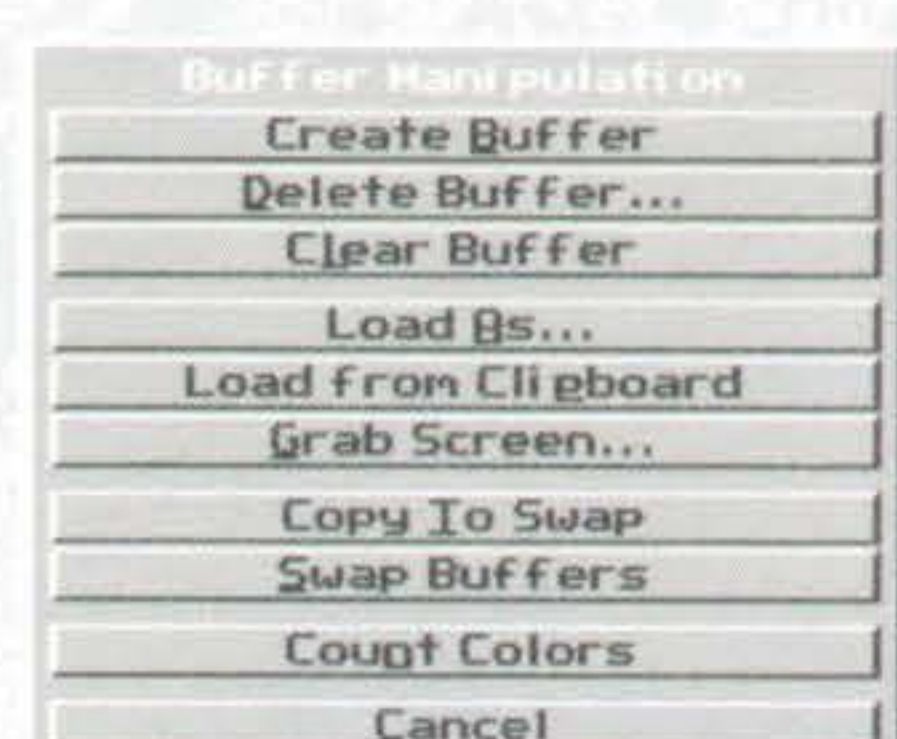 Buffer Manipulation
Create Buffer
Delete Buffer...
Clear Buffer
Load As...
Load from Clipboard
Grab Screen...
Copy To Swap
Swap Buffers
Count Colors
Cancel